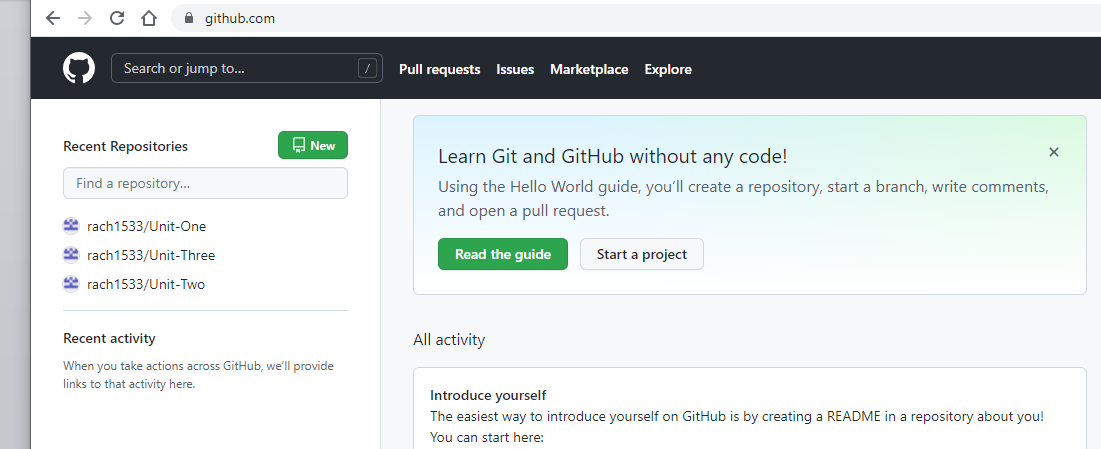 github.com
Search or jump to...
/
Pull requests
Issues
Marketplace
Explore
Recent Repositories
New
Find a repository...
rach1533/Unit-One
rach1533/Unit-Three
rach1533/Unit-Two
Recent activity
When you take actions across GitHub, we’ll provide
links to that activity here.
Learn Git and GitHub without any code!
Using the Hello World guide, you’ll create a repository, start a branch, write comments,
and open a pull request.
Read the guide
Start a project
All activity
Introduce yourself
The easiest way to introduce yourself on GitHub is by creating a README in a repository about you!
You can start here: